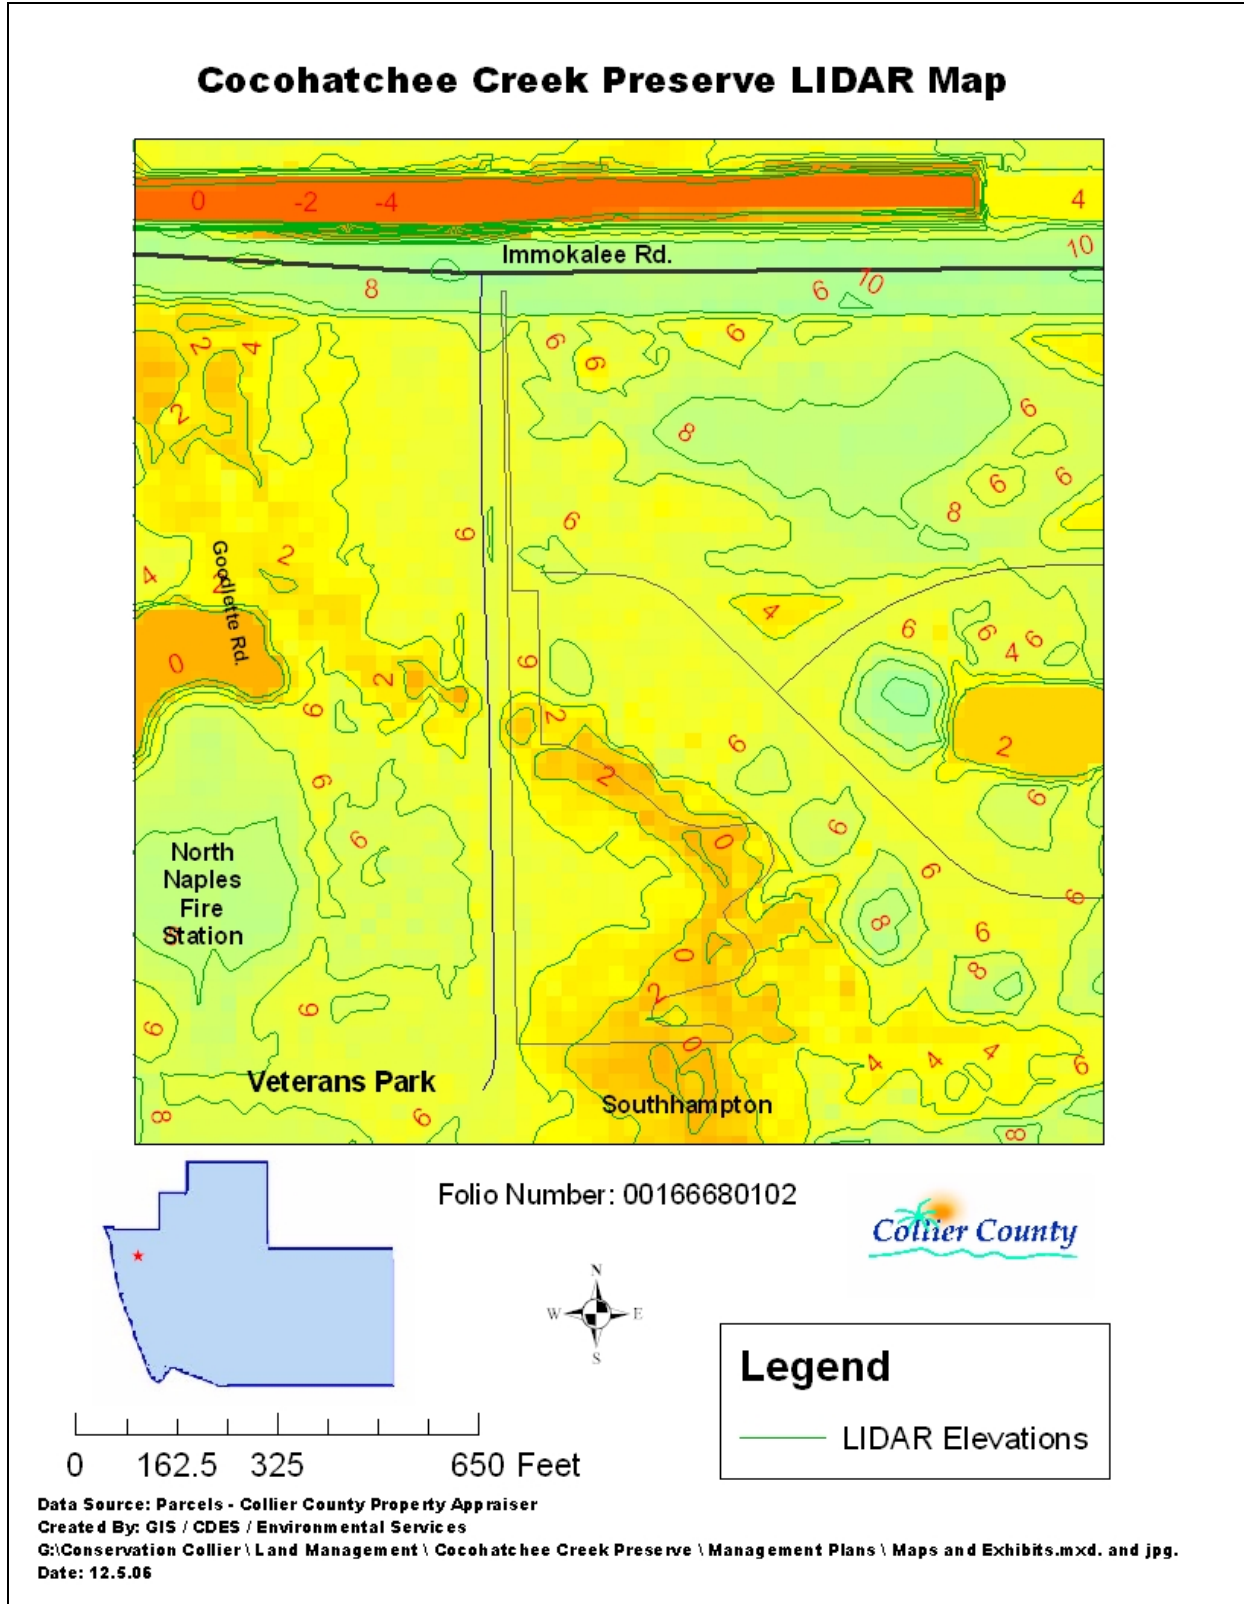 Cocohatchee Creek Preserve LIDAR Map
0 -2 -4 4
Immokalee Rd. 10
8 6 10
2 4 6 6 6
2 8 6
6 6
8
6 6
4 2 2
Goodlette Rd.
4 6 6 6
0 2 6 4
6 2 6 2
2
6 2 6
North
Naples
Fire
Station
8
6 6 0 6
6 8 6
0 6
2 8
6 6
0 4 4 4 6
Veterans Park
Southhampton
8 6 8
Folio Number: 00166680102
Collier County
N
W E
S
Legend
LIDAR Elevations
0 162.5 325 650 Feet
Data Source: Parcels - Collier County Property Appraiser
Created By: GIS / CDES / Environmental Services
G:\Conservation Collier \ Land Management \ Cocohatchee Creek Preserve \ Management Plans \ Maps and Exhibits.mxd. and jpg.
Date: 12.5.06